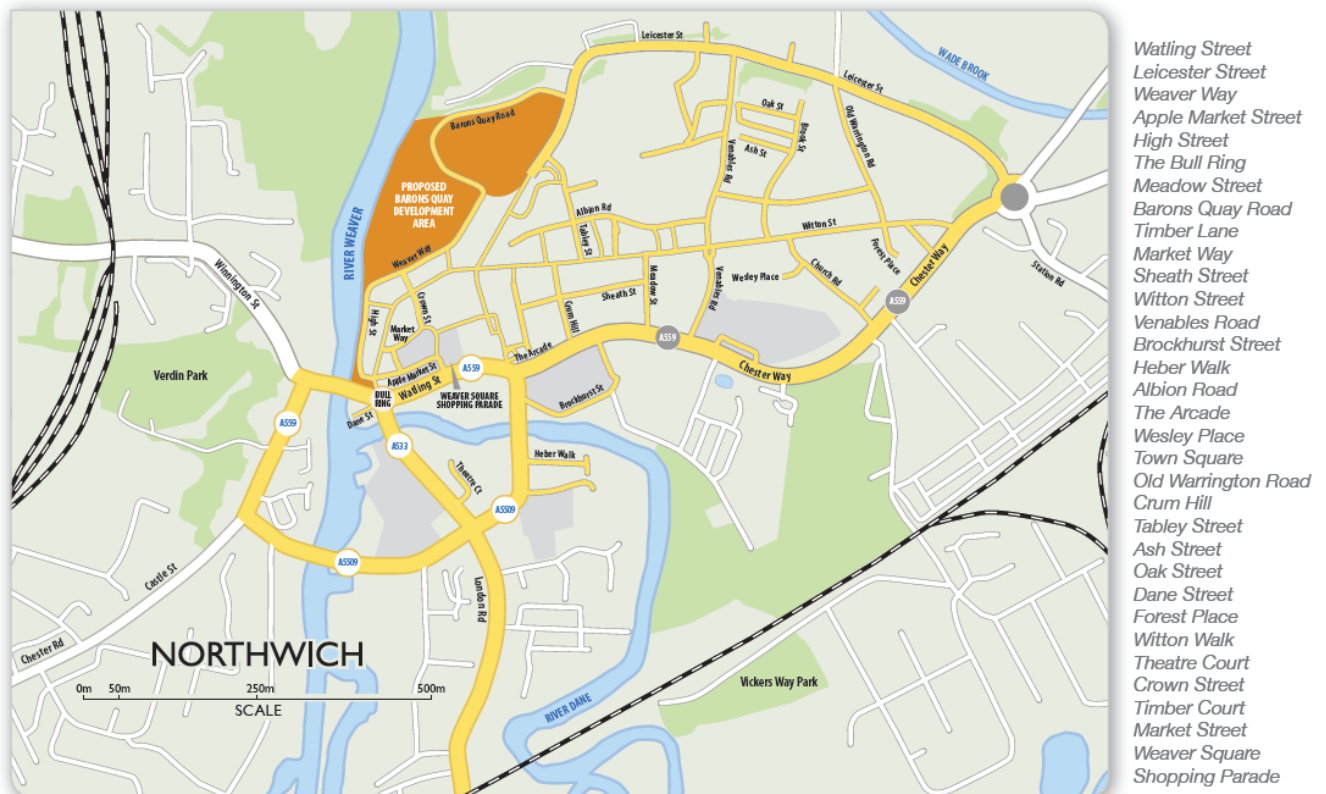 Leicester St
WADE BROOK
Leicester St
Barons Quay Road
Oak St
Brook St
Old Warrington Rd
Ash St
Venables Rd
PROPOSED
BARONS QUAY
DEVELOPMENT
AREA
RIVER WEAVER
Albion Rd
Tabley St
Witton St
Weaver Way
Forest Place
Chester Way
Station Rd
Winnington St
Wesley Place
Church Rd
Meadow St
Venables Rd
Sheath St
Crown St
Crum Hill
High St
Market
Way
A559
A559
The Arcade
Verdin Park
Apple Market St
A559
Chester Way
Watling St
BULL
RING
WEAVER SQUARE
SHOPPING PARADE
Brockhurst St
Dane St
A559
A533
Heber Walk
Theatre Ct
A5509
A5509
Castle St
London Rd
Chester Rd
NORTHWICH
0m 50m 250m 500m
SCALE
Vickers Way Park
RIVER DANE
Watling Street
Leicester Street
Weaver Way
Apple Market Street
High Street
The Bull Ring
Meadow Street
Barons Quay Road
Timber Lane
Market Way
Sheath Street
Witton Street
Venables Road
Brockhurst Street
Heber Walk
Albion Road
The Arcade
Wesley Place
Town Square
Old Warrington Road
Crum Hill
Tabley Street
Ash Street
Oak Street
Dane Street
Forest Place
Witton Walk
Theatre Court
Crown Street
Timber Court
Market Street
Weaver Square
Shopping Parade